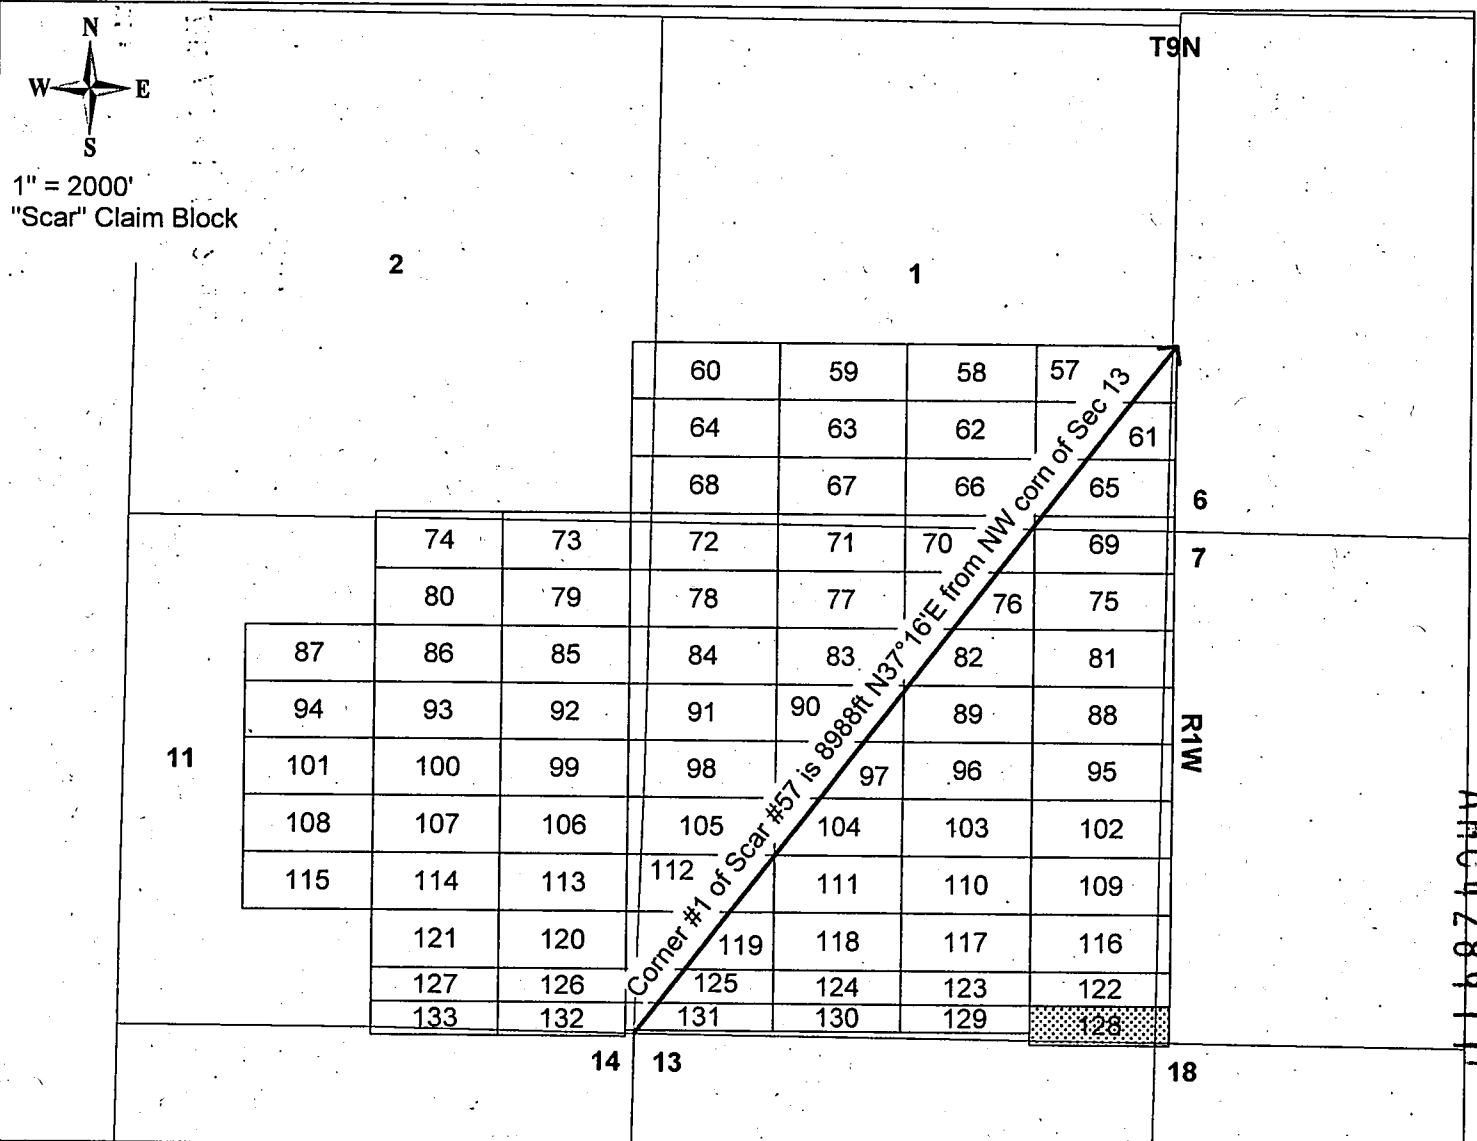 N
W E
S
1" = 2000'
"Scar" Claim Block
T9N
2
1
60 59 58 57
64 63 62 61
68 67 66 65
6
74 73 72 71 70 69
7
80 79 78 77 76 75
87 86 85 84 83 82 81
94 93 92 91 90 89 88
R1W
11
101 100 99 98 97 96 95
108 107 106 105 104 103 102
115 114 113 112 111 110 109
121 120 119 118 117 116
127 126 125 124 123 122
133 132 131 130 129 128
Corner #1 of Scar #57 is 8988ft N37°16'E from NW corn of Sec 13
14 13
18